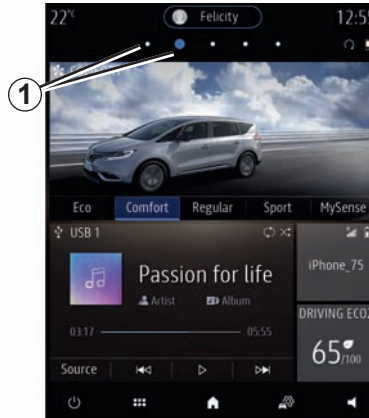 22°C Felicity 12:55
1
Eco Comfort Regular Sport MySense
USB 1
iPhone_75
Passion for life
Artist Album
DRIVING ECO
03:17 05:55
65/100
Source